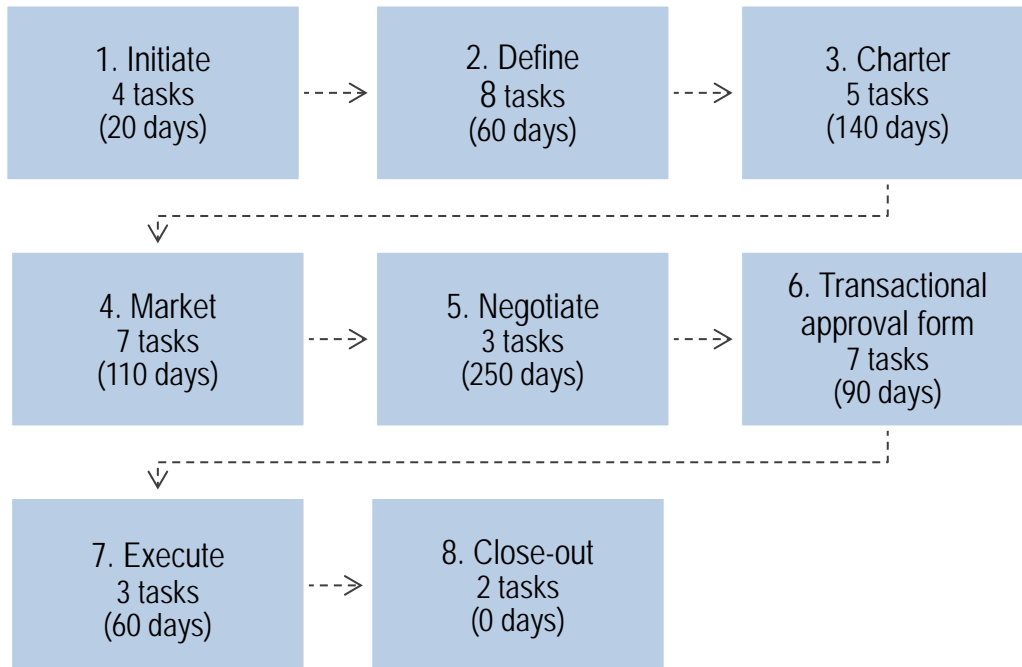 1. Initiate
4 tasks
(20 days)
2. Define
8 tasks
(60 days)
3. Charter
5 tasks
(140 days)
4. Market
7 tasks
(110 days)
5. Negotiate
3 tasks
(250 days)
6. Transactional
approval form
7 tasks
(90 days)
7. Execute
3 tasks
(60 days)
8. Close-out
2 tasks
(0 days)